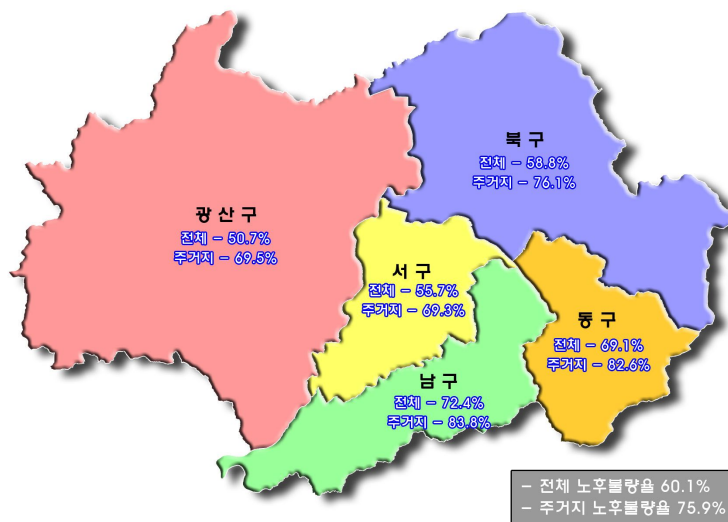 북구
전체 - 58.8%
주거지 - 76.1%
광산구
전체 - 50.7%
주거지 - 69.5%
서구
전체 - 55.7%
주거지 - 69.3%
동구
전체 - 69.1%
주거지 - 82.6%
남구
전체 - 72.4%
주거지 - 83.8%
- 전체 노후불량율 60.1%
- 주거지 노후불량율 75.9%